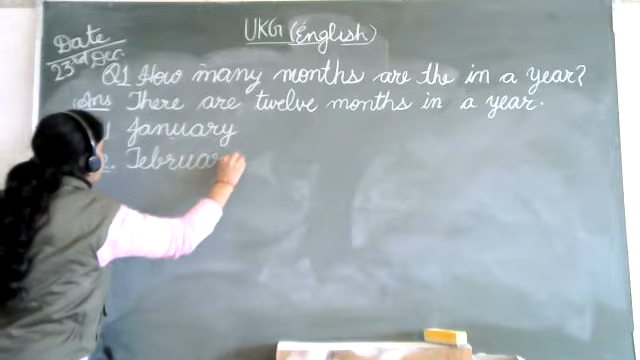 UKG (English)
Date
23rd Dec.
Q1 How many months are the in a year?
Ans There are twelve months in a year.
1 January
2. Februar